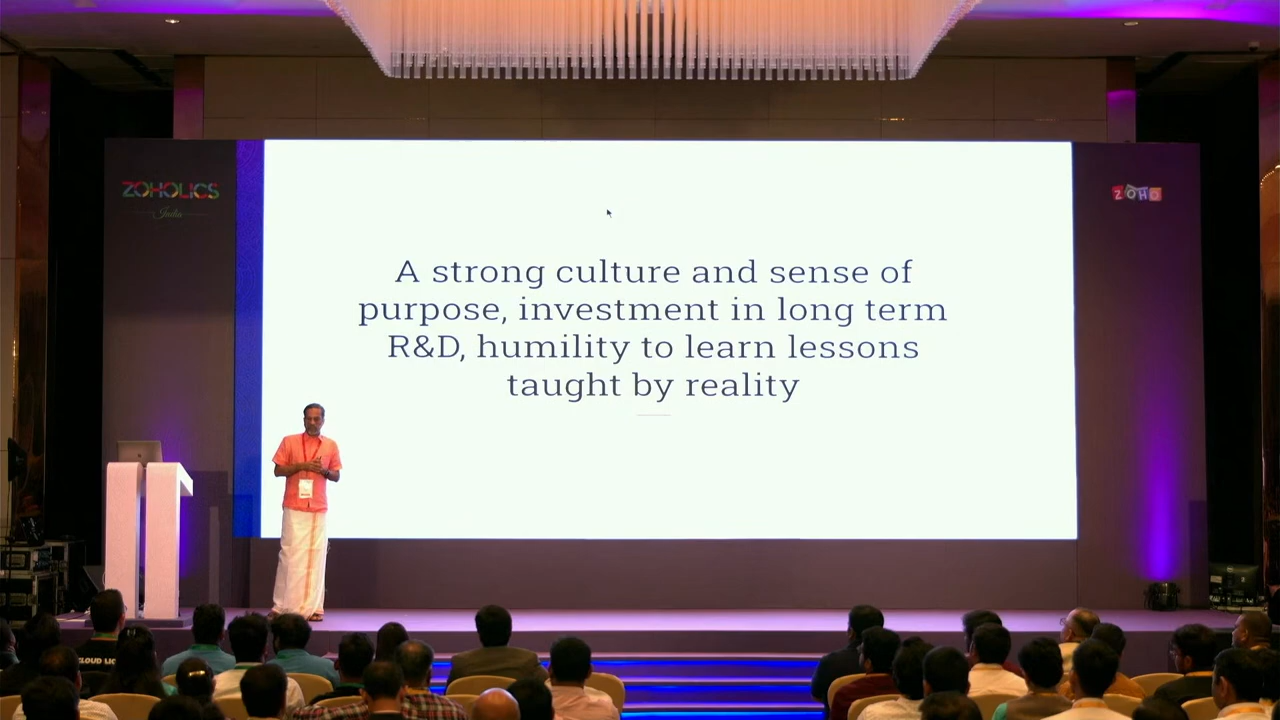 ZOHOLICS
India
ZOHO
A strong culture and sense of
purpose, investment in long term
R&D, humility to learn lessons
taught by reality